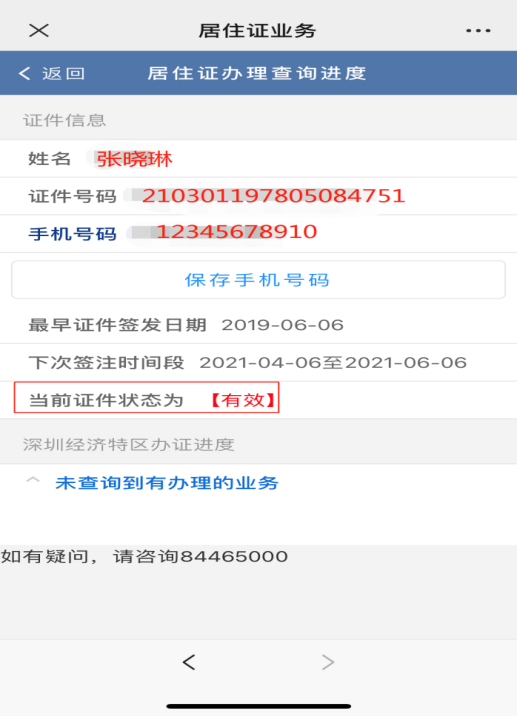 居住证业务
返回 居住证办理查询进度
证件信息
姓名 张晓琳
证件号码 210301197805084751
手机号码 12345678910
保存手机号码
最早证件签发日期 2019-06-06
下次签注时间段 2021-04-06至2021-06-06
当前证件状态为 【有效】
深圳经济特区办证进度
未查询到有办理的业务
如有疑问，请咨询84465000